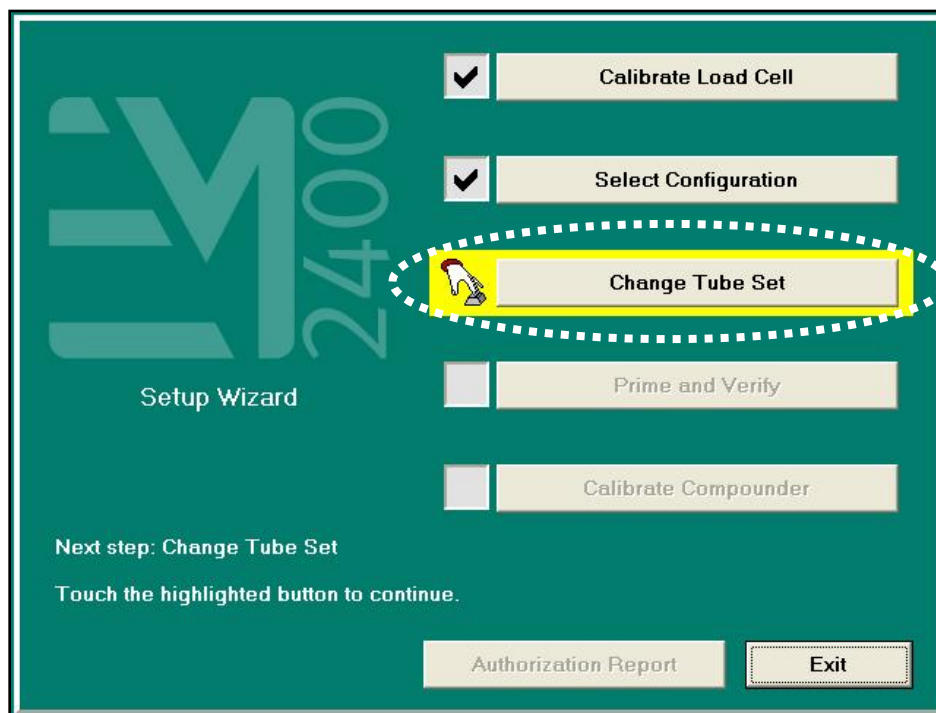 Calibrate Load Cell
Select Configuration
Change Tube Set
Prime and Verify
Calibrate Compounder
EM
2400
Setup Wizard
Next step: Change Tube Set
Touch the highlighted button to continue.
Authorization Report
Exit